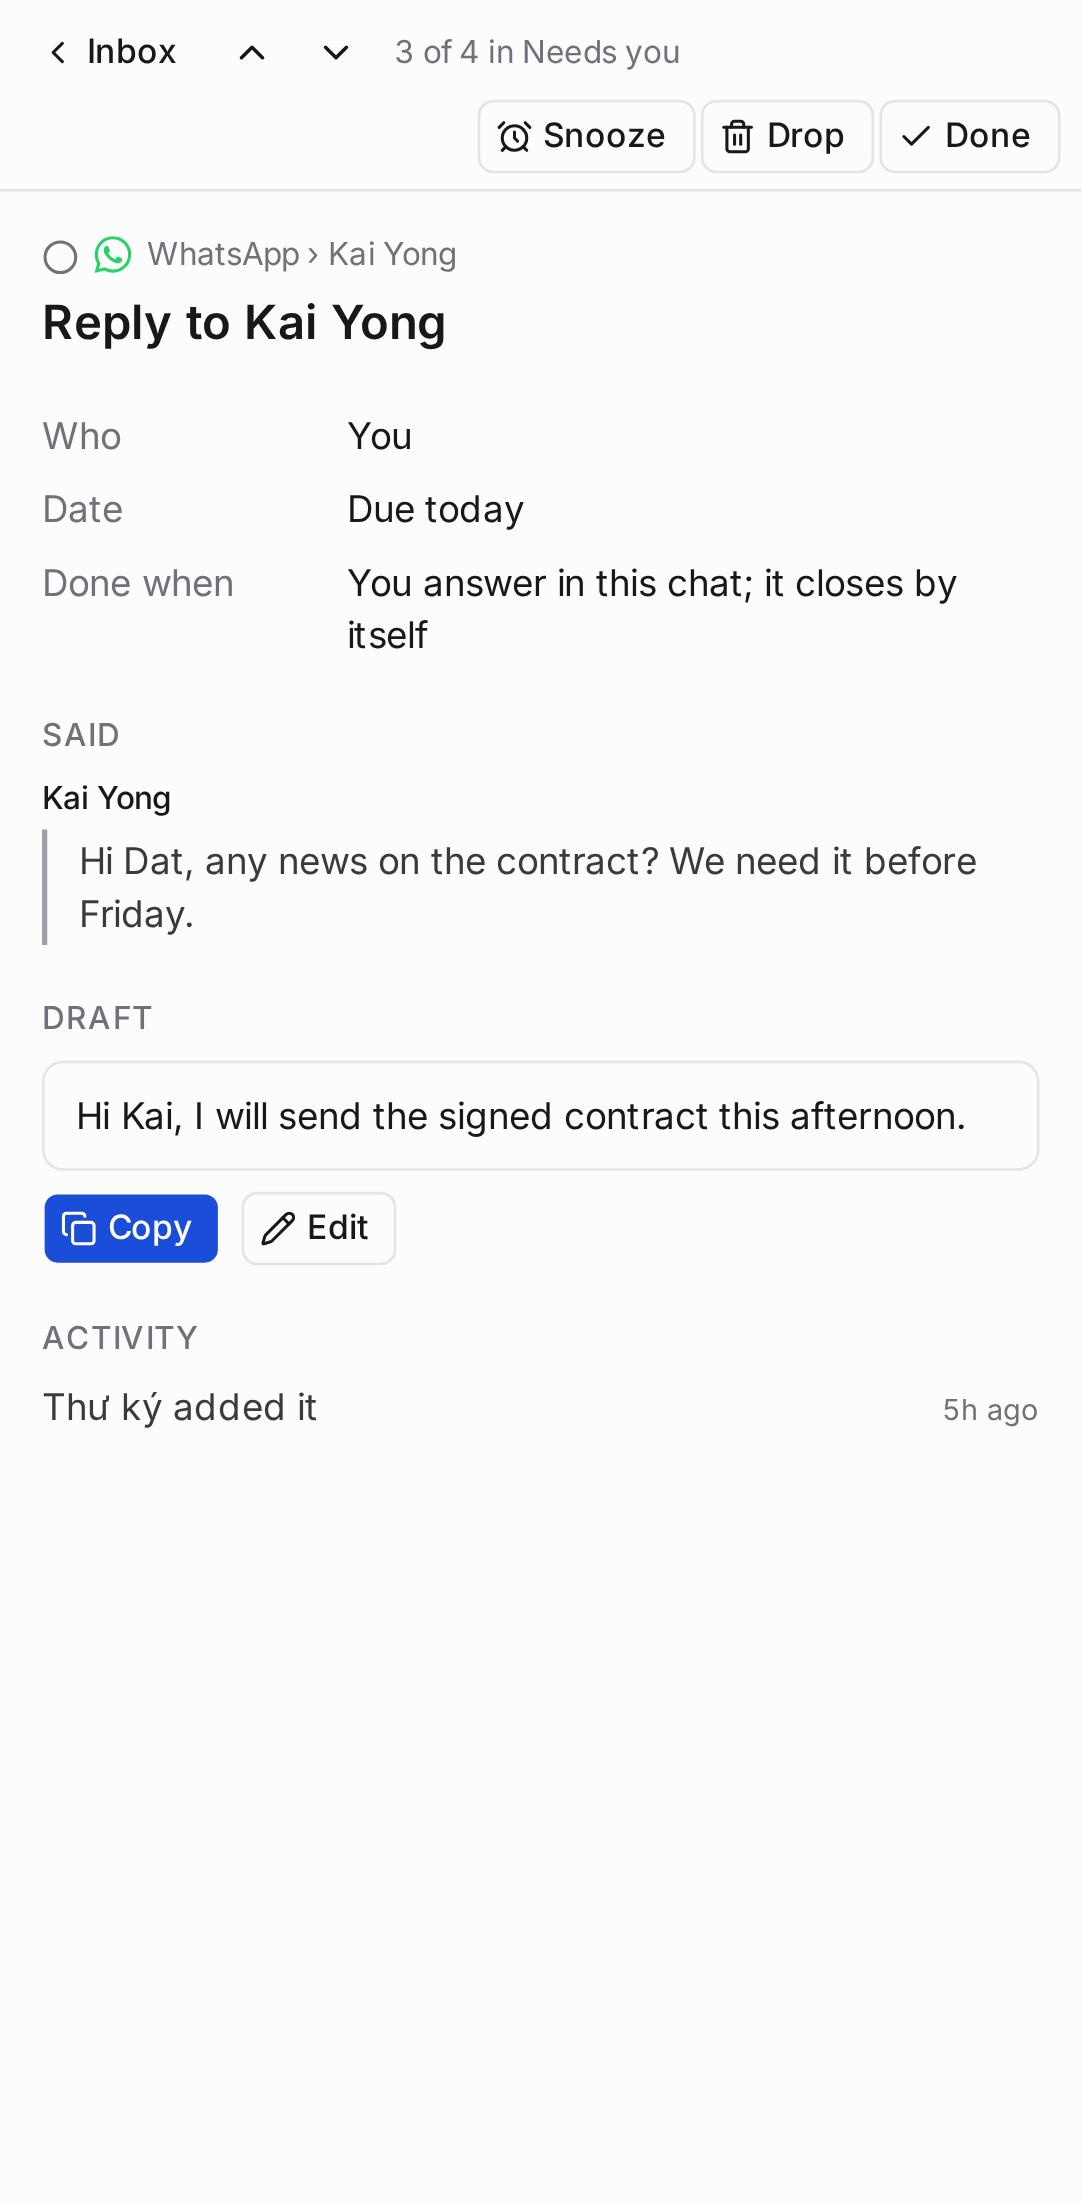 Inbox
3 of 4 in Needs you
Snooze
Drop
Done
WhatsApp › Kai Yong
Reply to Kai Yong
Who
You
Date
Due today
Done when
You answer in this chat; it closes by
itself
SAID
Kai Yong
Hi Dat, any news on the contract? We need it before
Friday.
DRAFT
Hi Kai, I will send the signed contract this afternoon.
Copy
Edit
ACTIVITY
Thư ký added it
5h ago